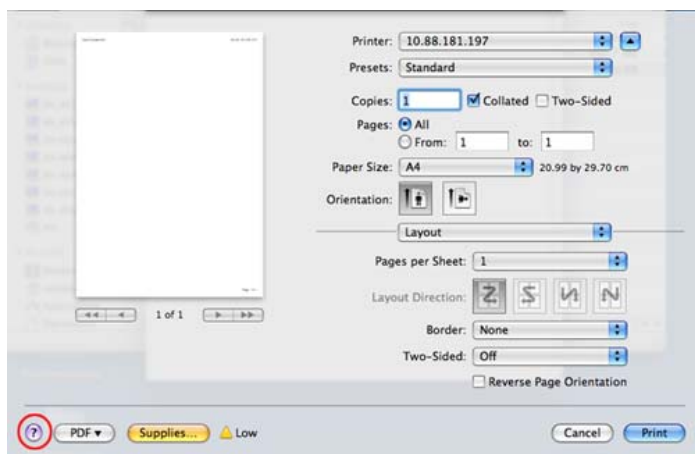 Printer: 10.88.181.197
Presets: Standard
Copies: 1 Collated Two-Sided
Pages: All
From: 1 to: 1
Paper Size: A4 20.99 by 29.70 cm
Orientation:
Layout
Pages per Sheet: 1
Layout Direction:
Border: None
Two-Sided: Off
Reverse Page Orientation
1 of 1
? PDF Supplies... Low Cancel Print